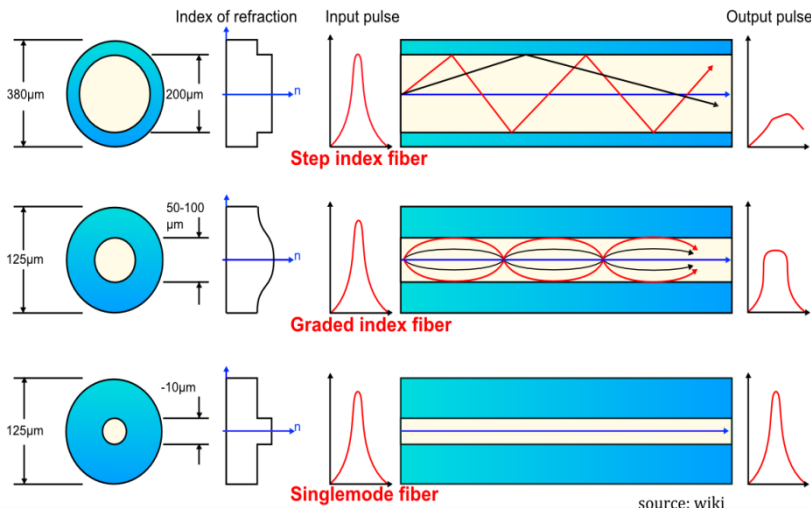 Index of refraction
Input pulse
Output pulse
380μm
200μm
n
Step index fiber
50-100
μm
125μm
n
Graded index fiber
-10μm
125μm
n
Singlemode fiber
source: wiki